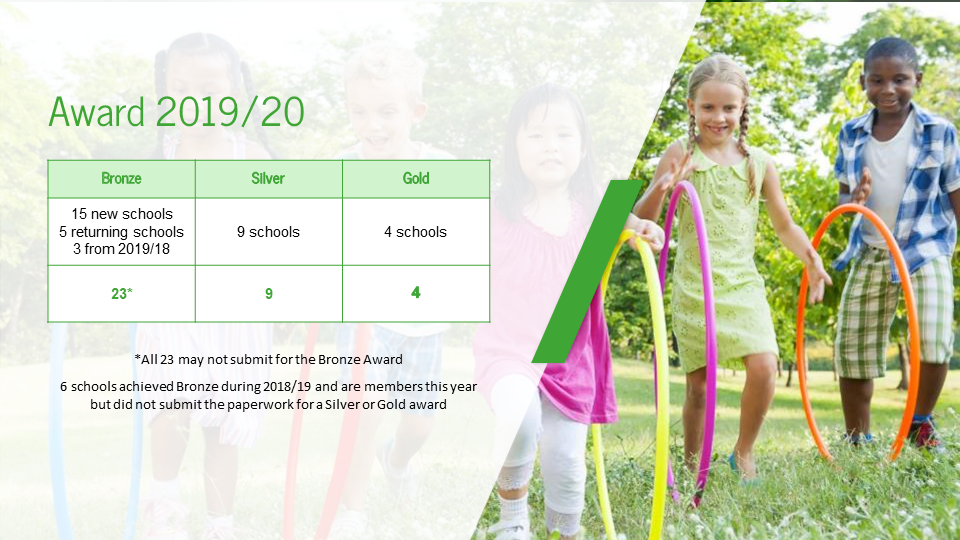 Award 2019/20
Bronze Silver Gold
15 new schools
5 returning schools
3 from 2019/18
9 schools
4 schools
23* 9 4
*All 23 may not submit for the Bronze Award
6 schools achieved Bronze during 2018/19 and are members this year
but did not submit the paperwork for a Silver or Gold award